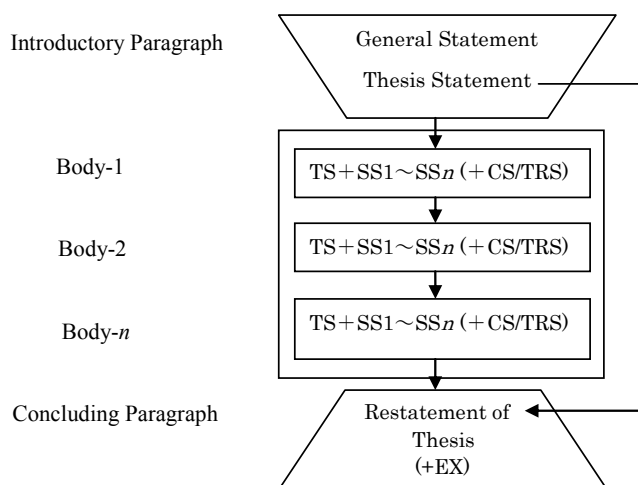 Introductory Paragraph
General Statement
Thesis Statement
Body-1
TS+SS1~SSn (+CS/TRS)
Body-2
TS+SS1~SSn (+CS/TRS)
Body-n
TS+SS1~SSn (+CS/TRS)
Concluding Paragraph
Restatement of
Thesis
(+EX)